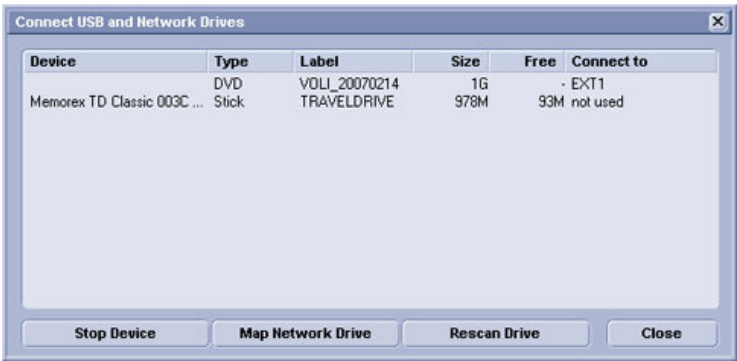 Connect USB and Network Drives
Device Type Label Size Free Connect to
DVD VOLI_20070214 1G - EXT1
Memorex TD Classic 003C ... Stick TRAVELDRIVE 978M 93M not used
Stop Device Map Network Drive Rescan Drive Close